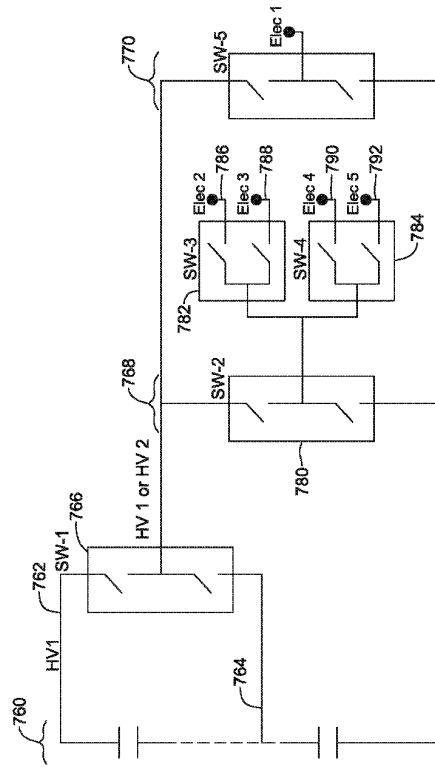 760
HV1
762
SW-1
766
764
HV 1 or HV 2
768
SW-2
780
782
SW-3
Elec 2
786
Elec 3
788
SW-4
Elec 4
790
Elec 5
792
784
770
SW-5
Elec 1